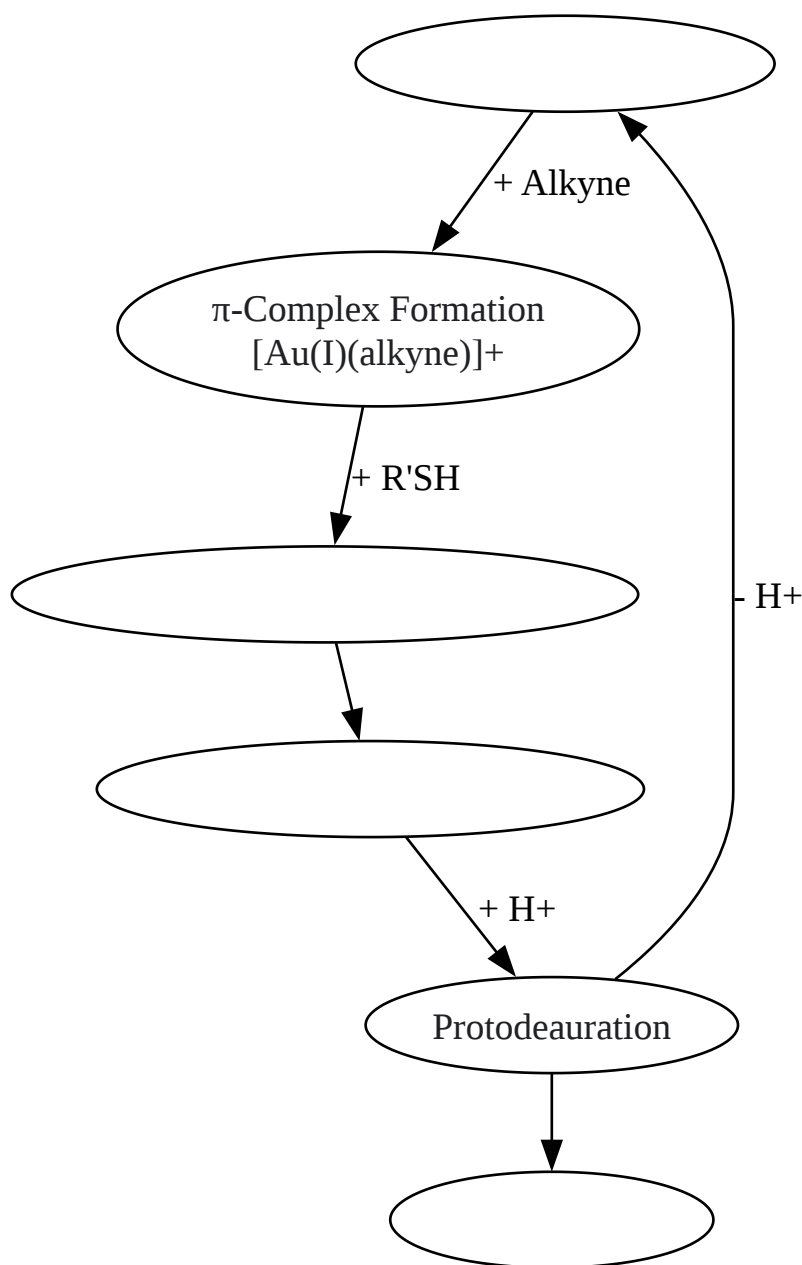 + Alkyne
π-Complex Formation
[Au(I)(alkyne)]+
+ R'SH
- H+
+ H+
Protodeauration